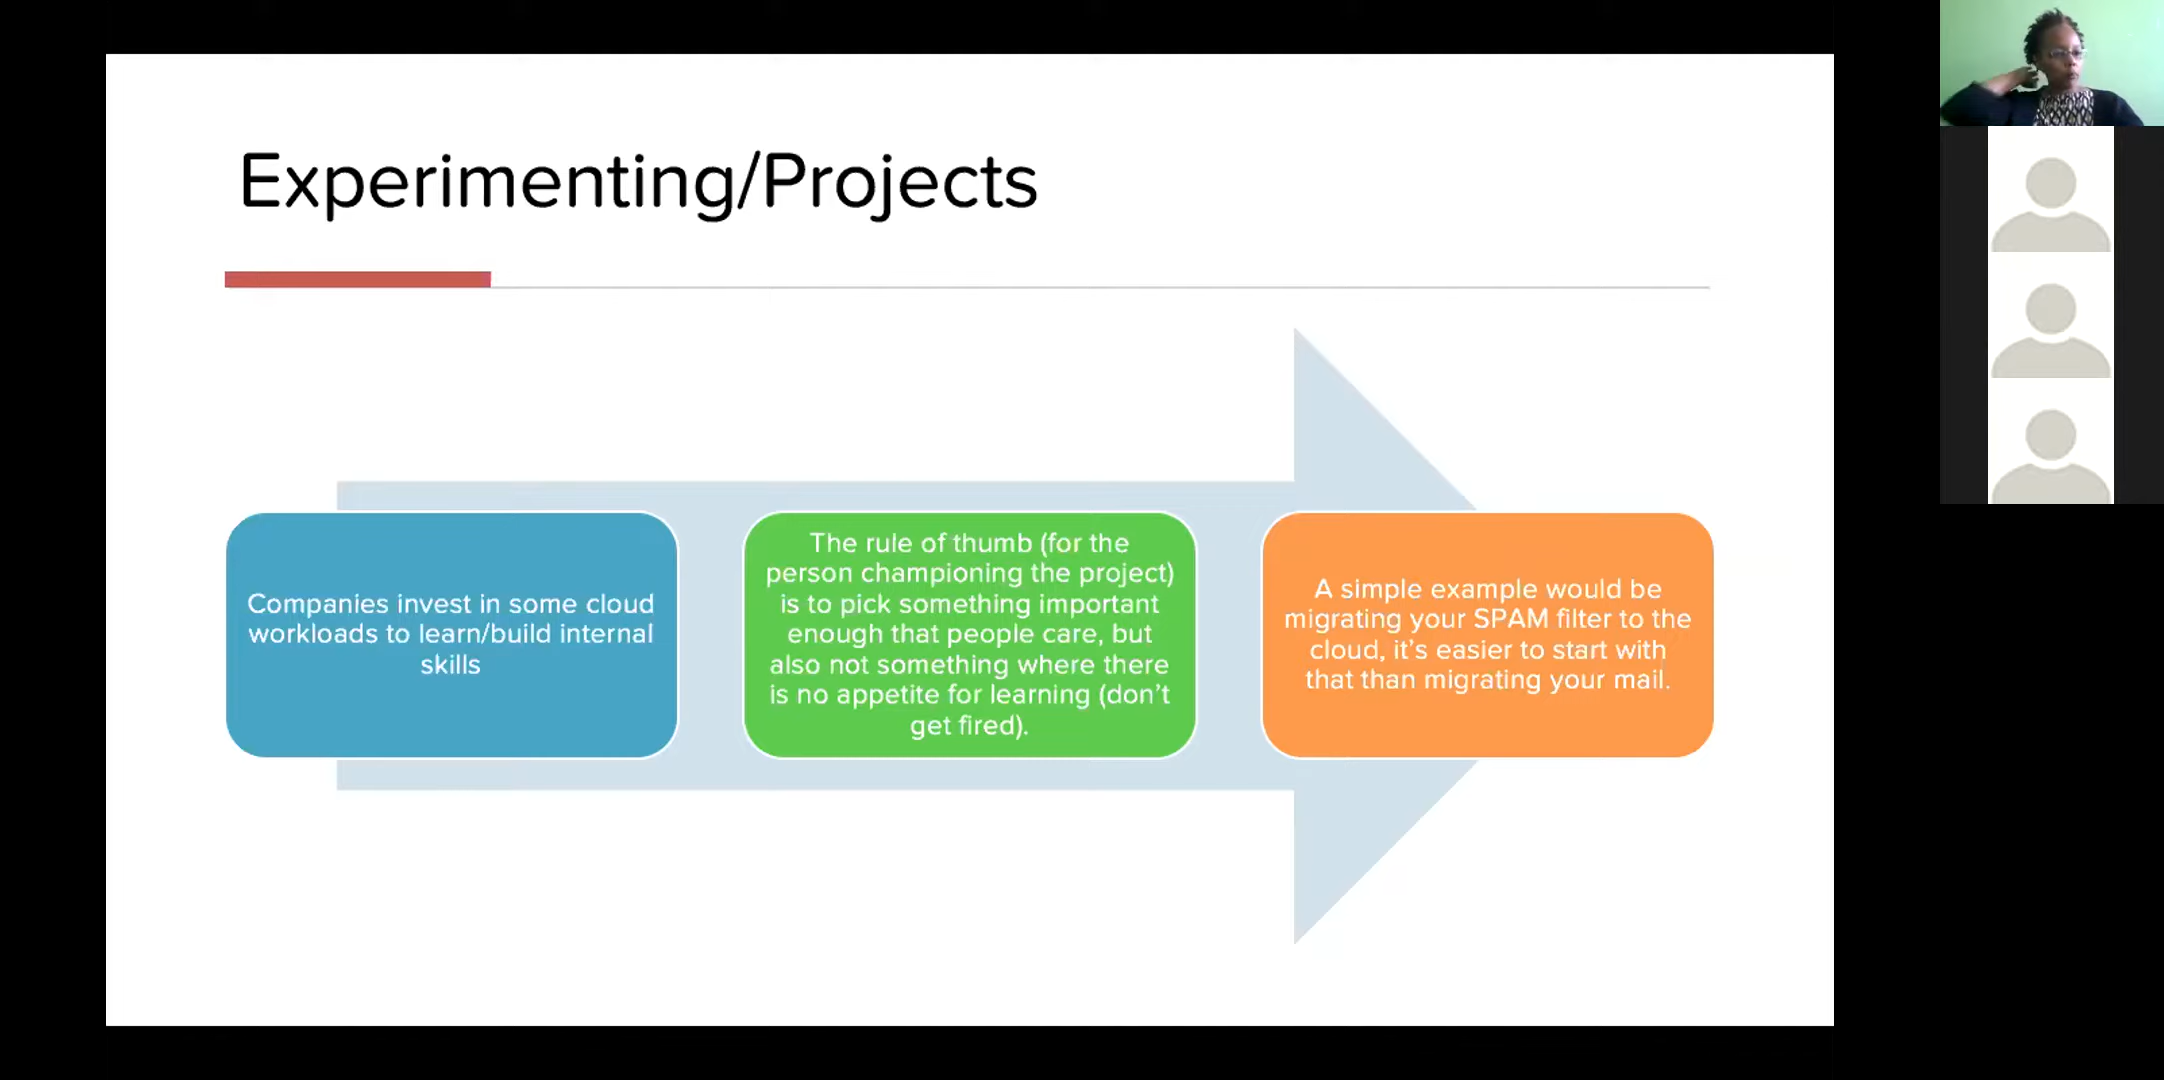 Experimenting/Projects
Companies invest in some cloud
workloads to learn/build internal
skills
The rule of thumb (for the
person championing the project)
is to pick something important
enough that people care, but
also not something where there
is no appetite for learning (don't
get fired).
A simple example would be
migrating your SPAM filter to the
cloud, it's easier to start with
that than migrating your mail.